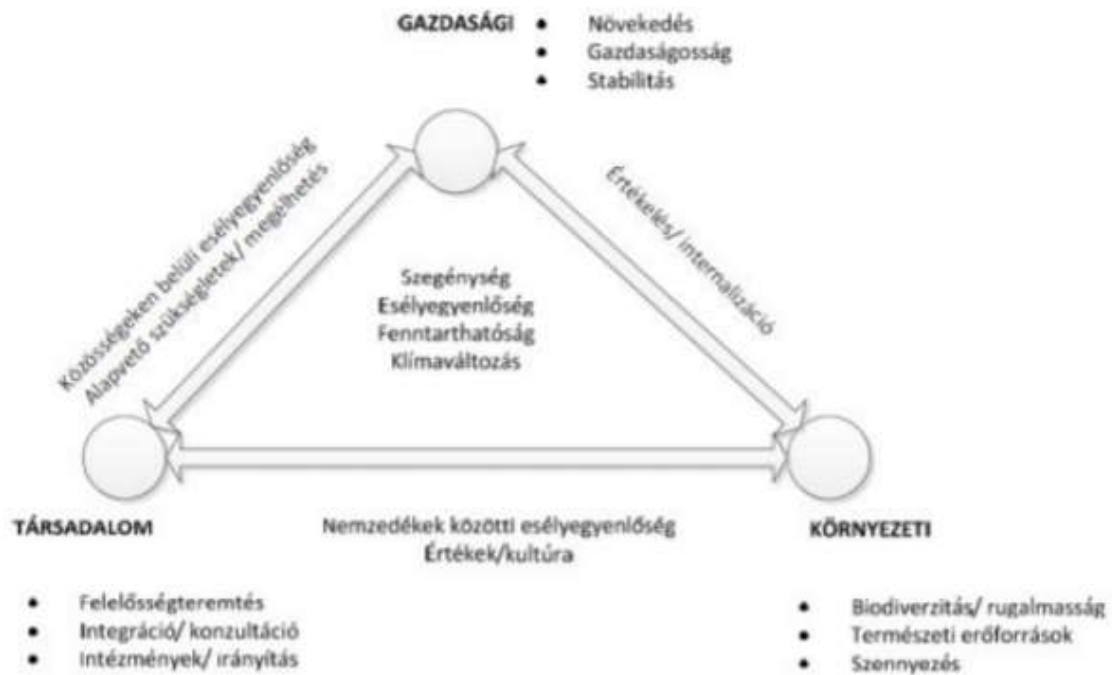 GAZDASÁGI
• Növekedés
• Gazdaságosság
• Stabilitás
Közösségeken belüli esélyegyenlőség
Alapvető szükségletek/ megélhetés
Értékelés/ internalizáció
Szegénység
Esélyegyenlőség
Fenntarthatóság
Klímaváltozás
TÁRSADALOM
Nemzedékek közötti esélyegyenlőség
Értékek/kultúra
KÖRNYEZETI
• Felelősségteremtés
• Integráció/ konzultáció
• Intézmények/ irányítás
• Biodiverzitás/ rugalmasság
• Természeti erőforrások
• Szennyezés